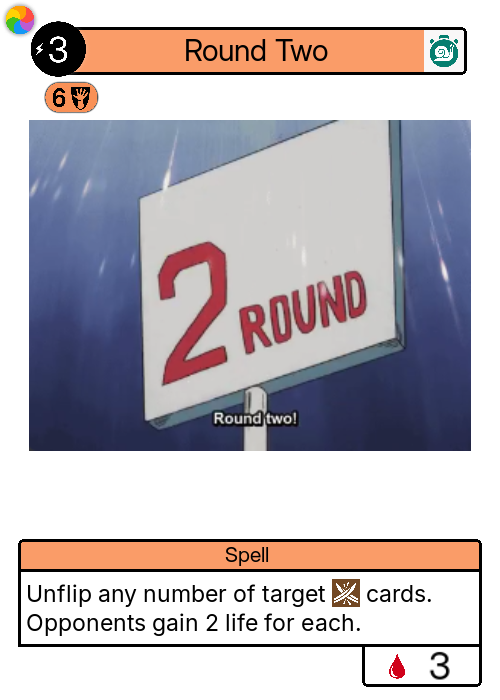 3
Round Two
6
2 ROUND
Round two!
Spell
Unflip any number of target cards.
Opponents gain 2 life for each.
3